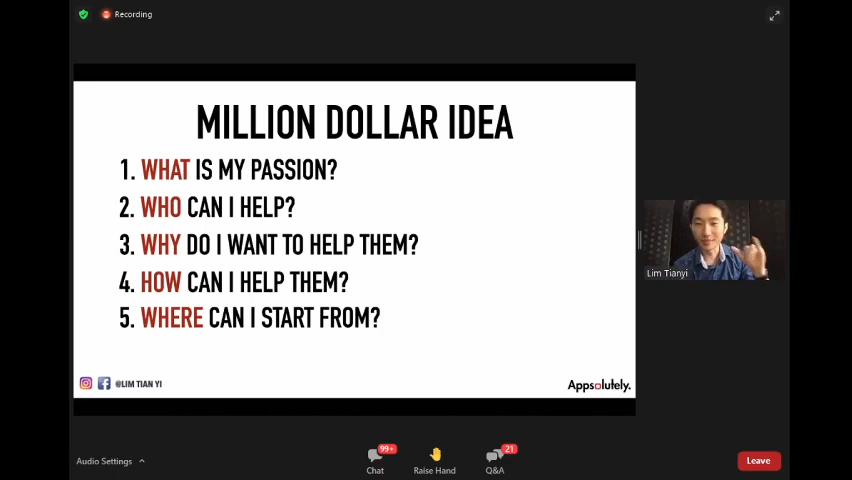 Recording
MILLION DOLLAR IDEA
1. WHAT IS MY PASSION?
2. WHO CAN I HELP?
3. WHY DO I WANT TO HELP THEM?
4. HOW CAN I HELP THEM?
5. WHERE CAN I START FROM?
@LIM TIAN YI
Appsolutely.
Lim Tianyi
Audio Settings
99+
Chat
Raise Hand
21
Q&A
Leave